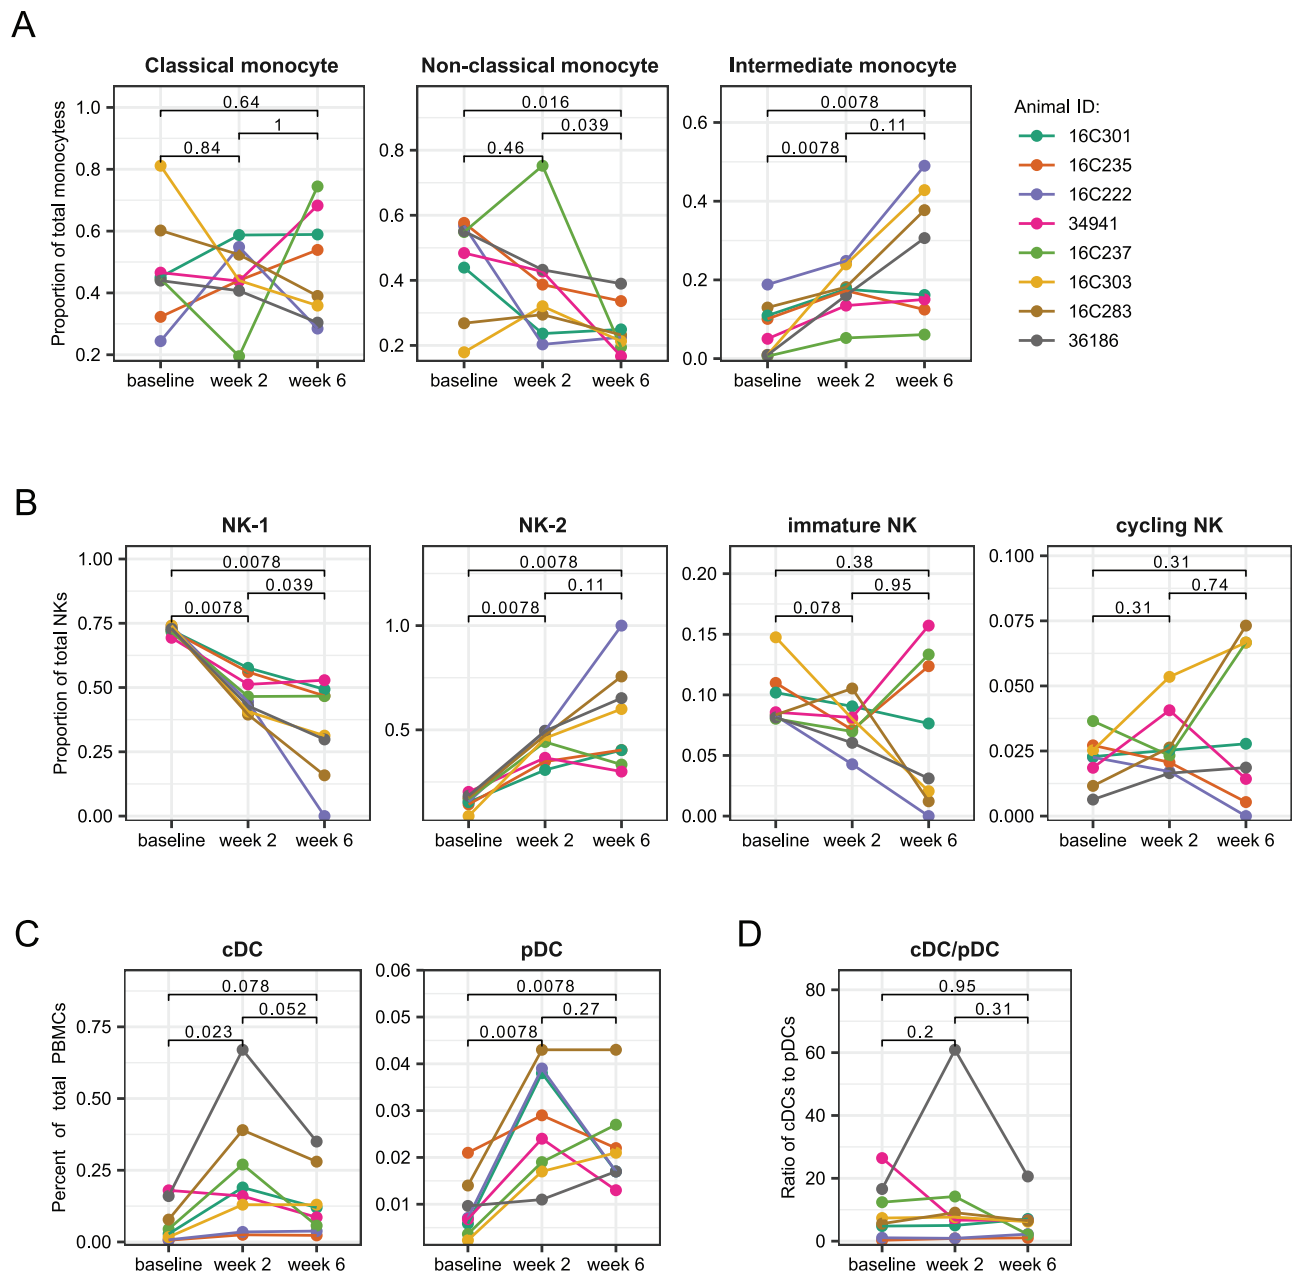 A
Classical monocyte
Non-classical monocyte
Intermediate monocyte
Animal ID:
16C301
16C235
16C222
34941
16C237
16C303
16C283
36186
Proportion of total monocytess
1.0
0.8
0.6
0.4
0.2
0.64
1
0.84
baseline week 2 week 6
0.8
0.6
0.4
0.2
0.016
0.039
0.46
baseline week 2 week 6
0.6
0.4
0.2
0.0
0.0078
0.11
0.0078
baseline week 2 week 6
B
NK-1
NK-2
immature NK
cycling NK
Proportion of total NKs
1.00
0.75
0.50
0.25
0.00
0.0078
0.039
0.0078
baseline week 2 week 6
1.0
0.5
0.0078
0.11
0.0078
baseline week 2 week 6
0.20
0.15
0.10
0.05
0.00
0.38
0.95
0.078
baseline week 2 week 6
0.100
0.075
0.050
0.025
0.000
0.31
0.74
0.31
baseline week 2 week 6
C
cDC
pDC
Percent of total PBMCs
0.75
0.50
0.25
0.00
0.078
0.052
0.023
baseline week 2 week 6
0.06
0.05
0.04
0.03
0.02
0.01
0.0078
0.27
0.0078
baseline week 2 week 6
D
cDC/pDC
Ratio of cDCs to pDCs
80
60
40
20
0
0.95
0.31
0.2
baseline week 2 week 6